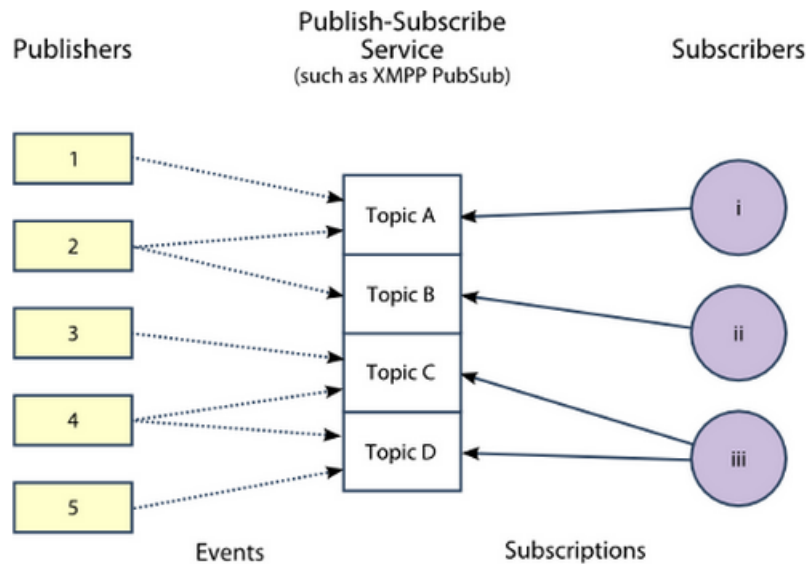 Publishers
Publish-Subscribe
Service
(such as XMPP PubSub)
Subscribers
1
2
3
4
5
Topic A
Topic B
Topic C
Topic D
i
ii
iii
Events
Subscriptions